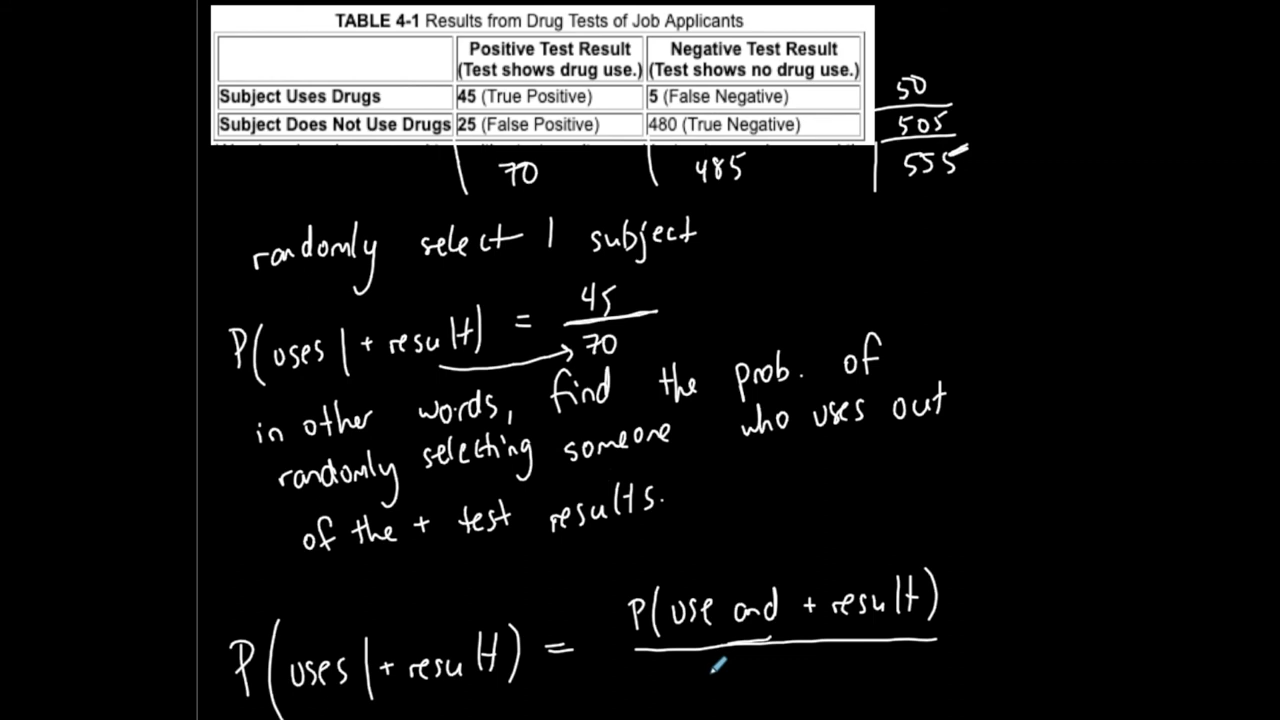 TABLE 4-1 Results from Drug Tests of Job Applicants
Positive Test Result Negative Test Result
(Test shows drug use.) (Test shows no drug use.)
Subject Uses Drugs 45 (True Positive) 5 (False Negative) 50
Subject Does Not Use Drugs 25 (False Positive) 480 (True Negative) 505
70 485 555
randomly select 1 subject
P(uses | + result) = 45
70
in other words, find the prob. of
randomly selecting someone who uses out
of the + test results.
P(use and + result)
P(uses | + result) =